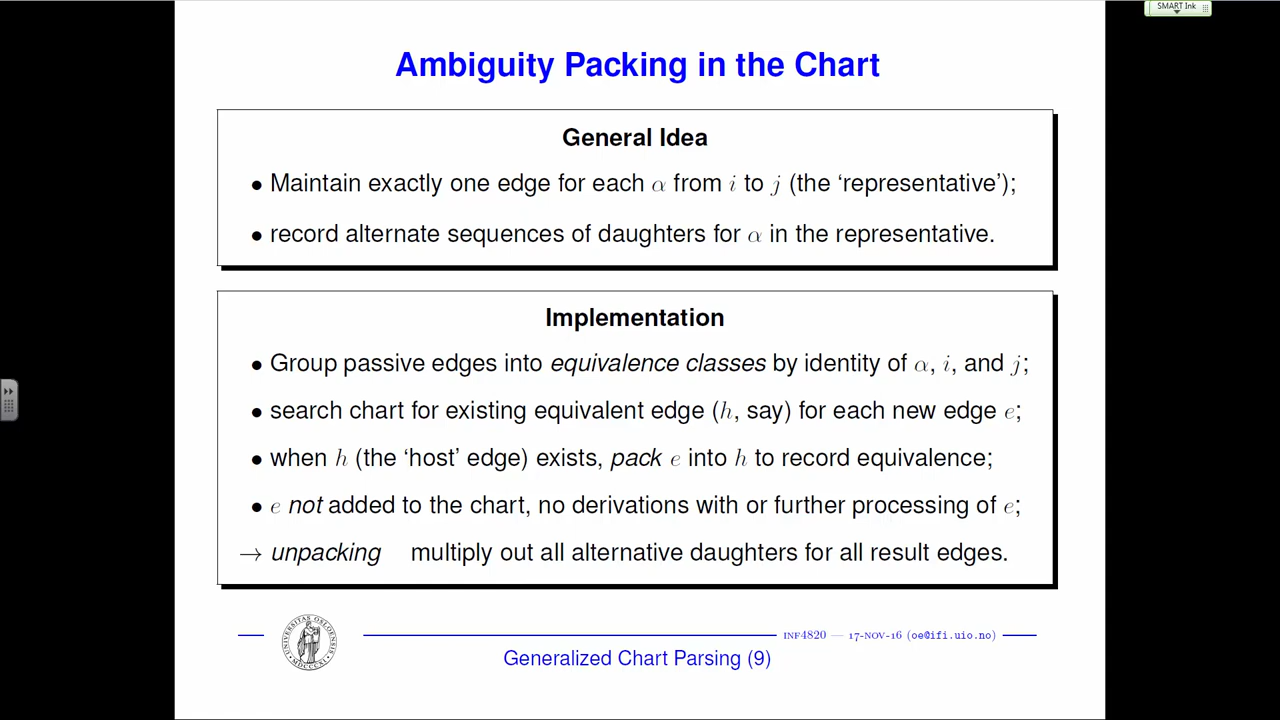 SMART Ink
Ambiguity Packing in the Chart
General Idea
• Maintain exactly one edge for each α from i to j (the ‘representative’);
• record alternate sequences of daughters for α in the representative.
Implementation
• Group passive edges into equivalence classes by identity of α, i, and j;
• search chart for existing equivalent edge (h, say) for each new edge e;
• when h (the ‘host’ edge) exists, pack e into h to record equivalence;
• e not added to the chart, no derivations with or further processing of e;
→ unpacking multiply out all alternative daughters for all result edges.
UNIVERSITAS OSLOENSIS
MDCCCXI
INF4820 — 17-NOV-16 (oe@ifi.uio.no)
Generalized Chart Parsing (9)